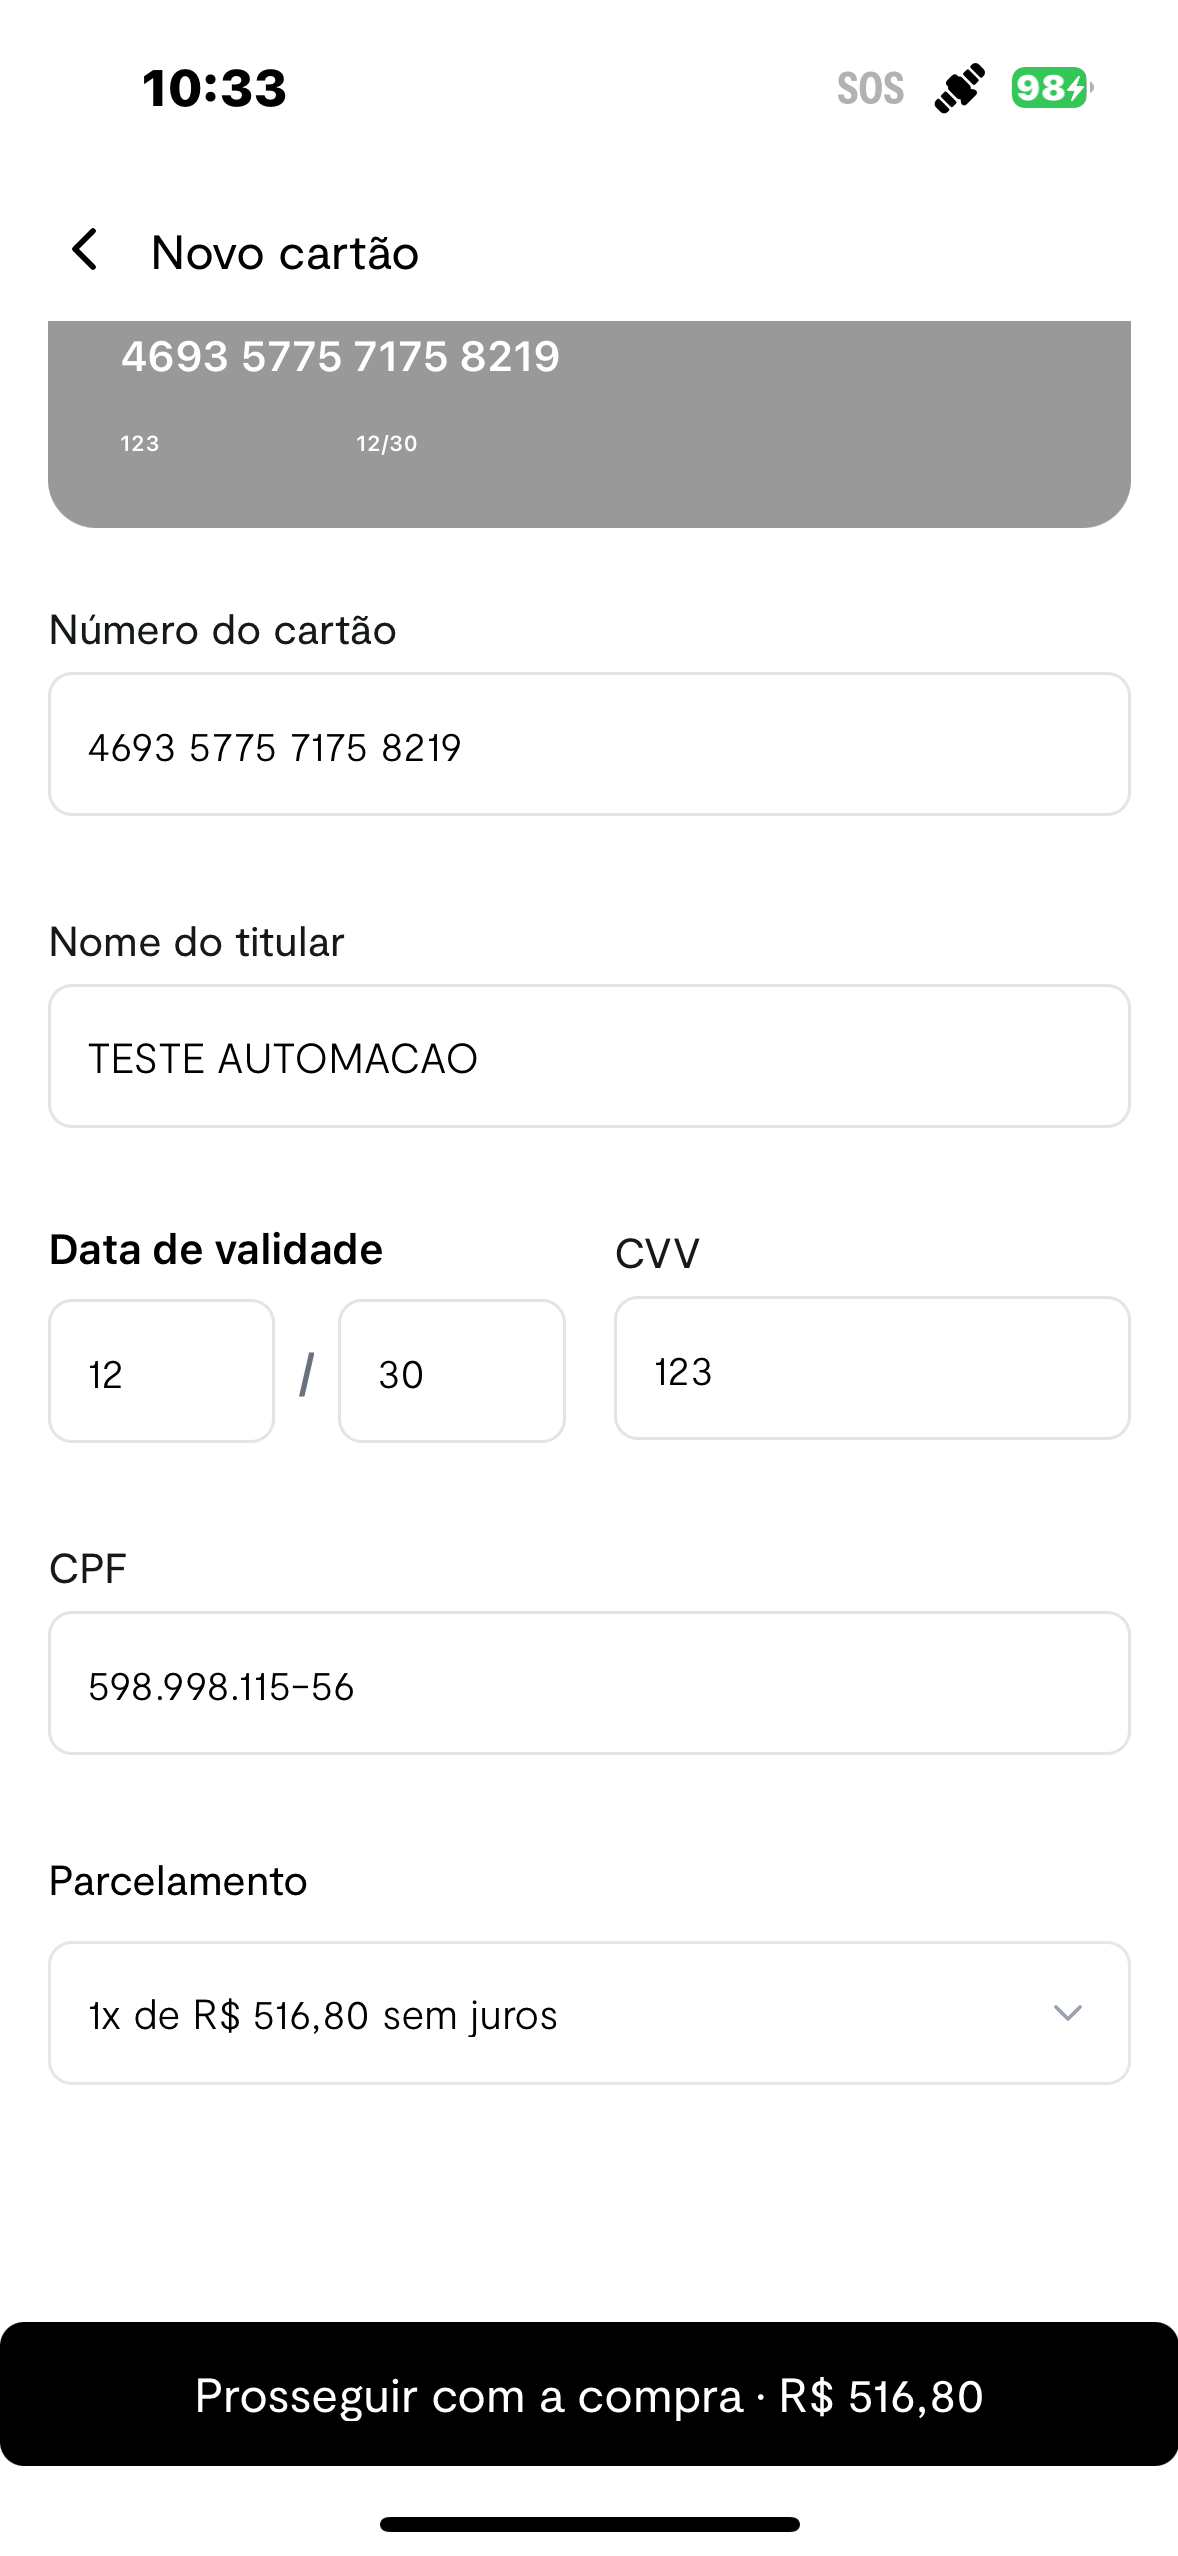 10:33 SOS 98
Novo cartão
4693 5775 7175 8219
123 12/30
Número do cartão
4693 5775 7175 8219
Nome do titular
TESTE AUTOMACAO
Data de validade CVV
12 / 30 123
CPF
598.998.115-56
Parcelamento
1x de R$ 516,80 sem juros
Prosseguir com a compra · R$ 516,80